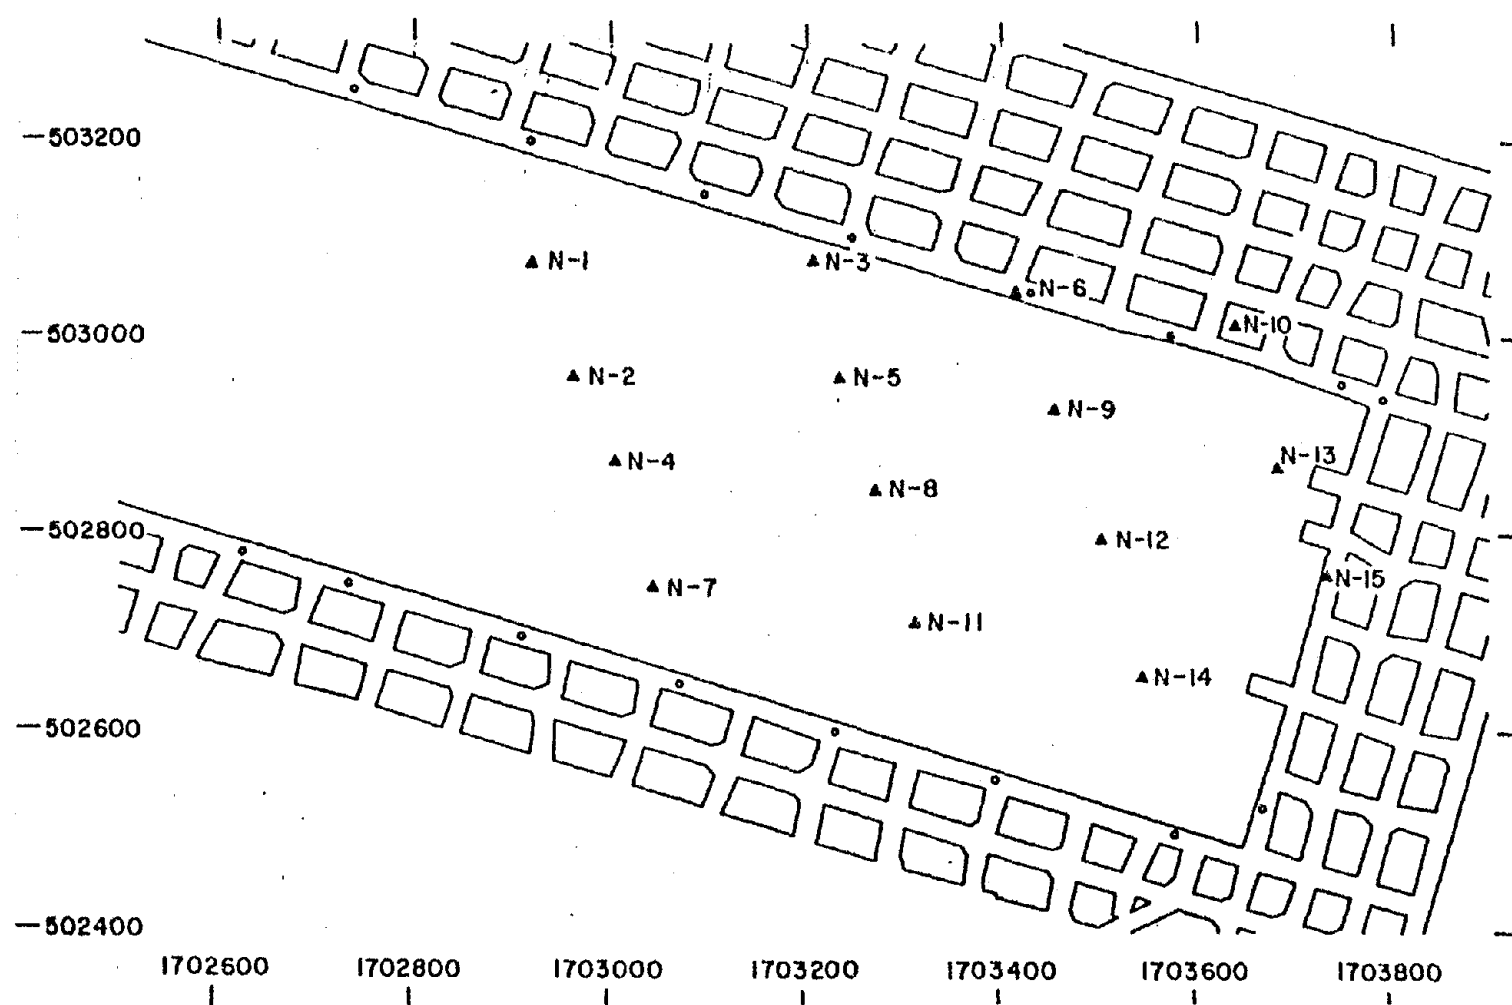 —503200
▲ N-1
▲ N-3
▲ N-6
—503000
▲ N-10
▲ N-2
▲ N-5
▲ N-9
▲ N-13
▲ N-4
▲ N-8
—502800
▲ N-12
▲ N-15
▲ N-7
▲ N-11
▲ N-14
—502600
—502400
1702600 1702800 1703000 1703200 1703400 1703600 1703800